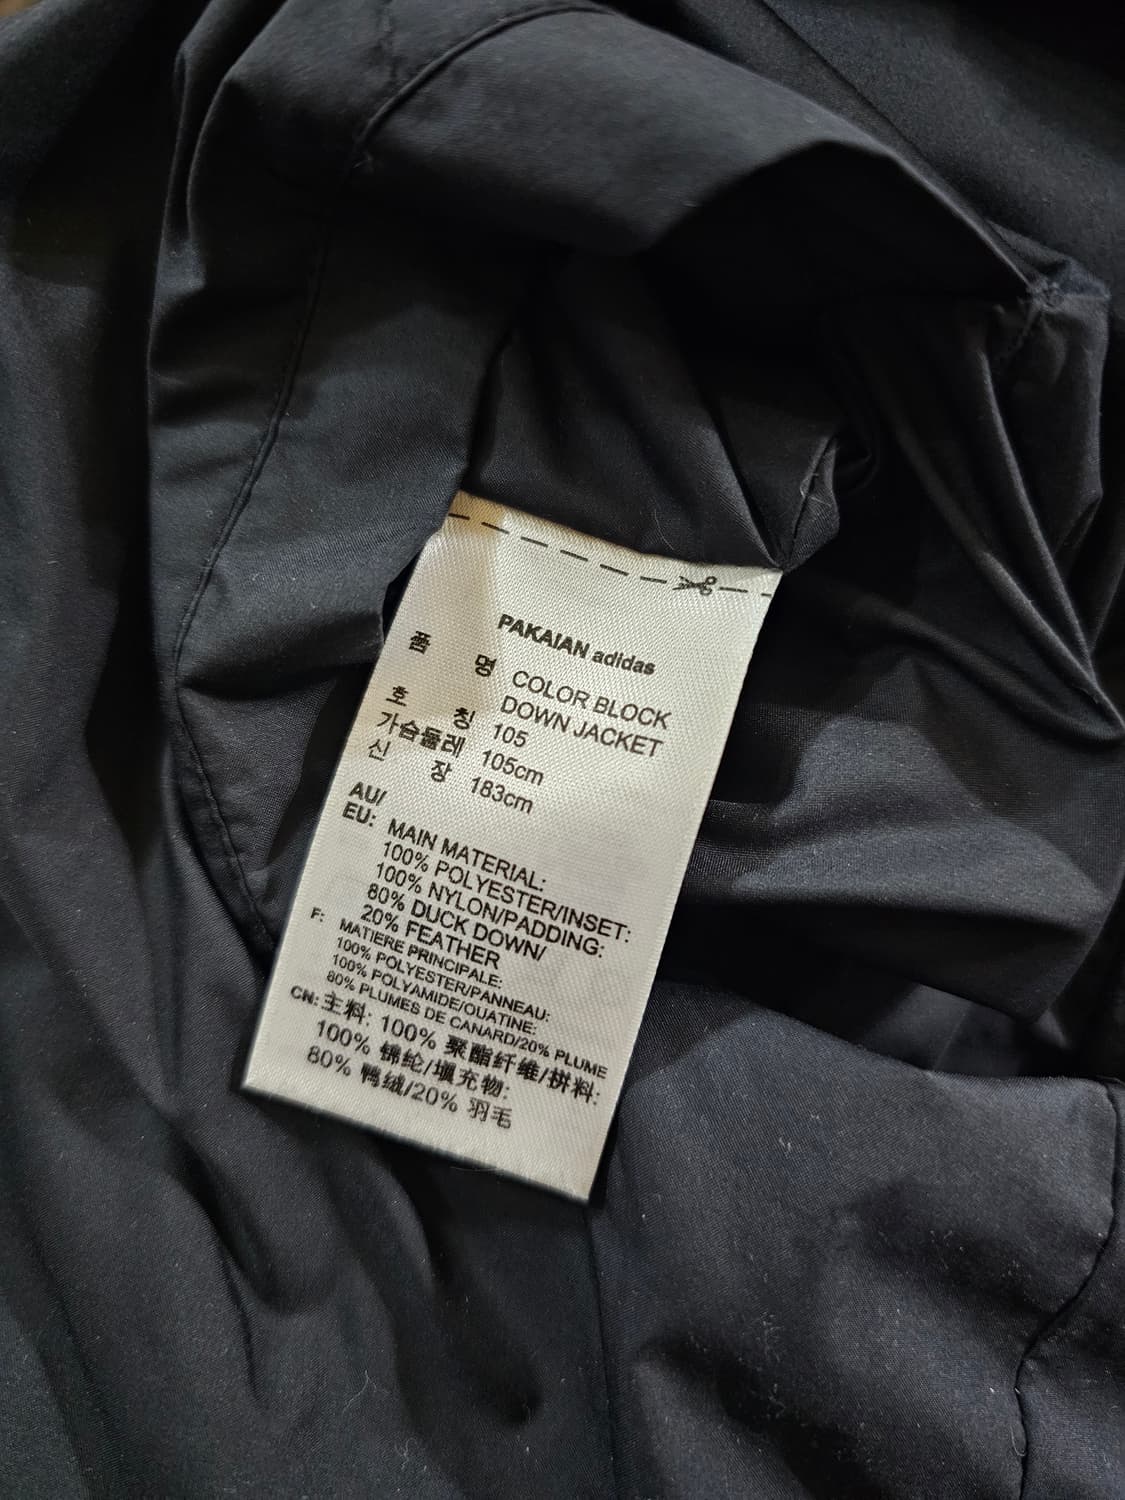 PAKAIAN adidas
품 명 COLOR BLOCK
DOWN JACKET
호 칭 105
가슴둘레 105cm
신 장 183cm
AU/
EU: MAIN MATERIAL:
100% POLYESTER/INSET:
100% NYLON/PADDING:
80% DUCK DOWN/
20% FEATHER
F: MATIERE PRINCIPALE:
100% POLYESTER/PANNEAU:
100% POLYAMIDE/OUATINE:
80% PLUMES DE CANARD/20% PLUME
CN: 主料: 100% 聚酯纤维/拼料:
100% 锦纶/填充物:
80% 鸭绒/20% 羽毛